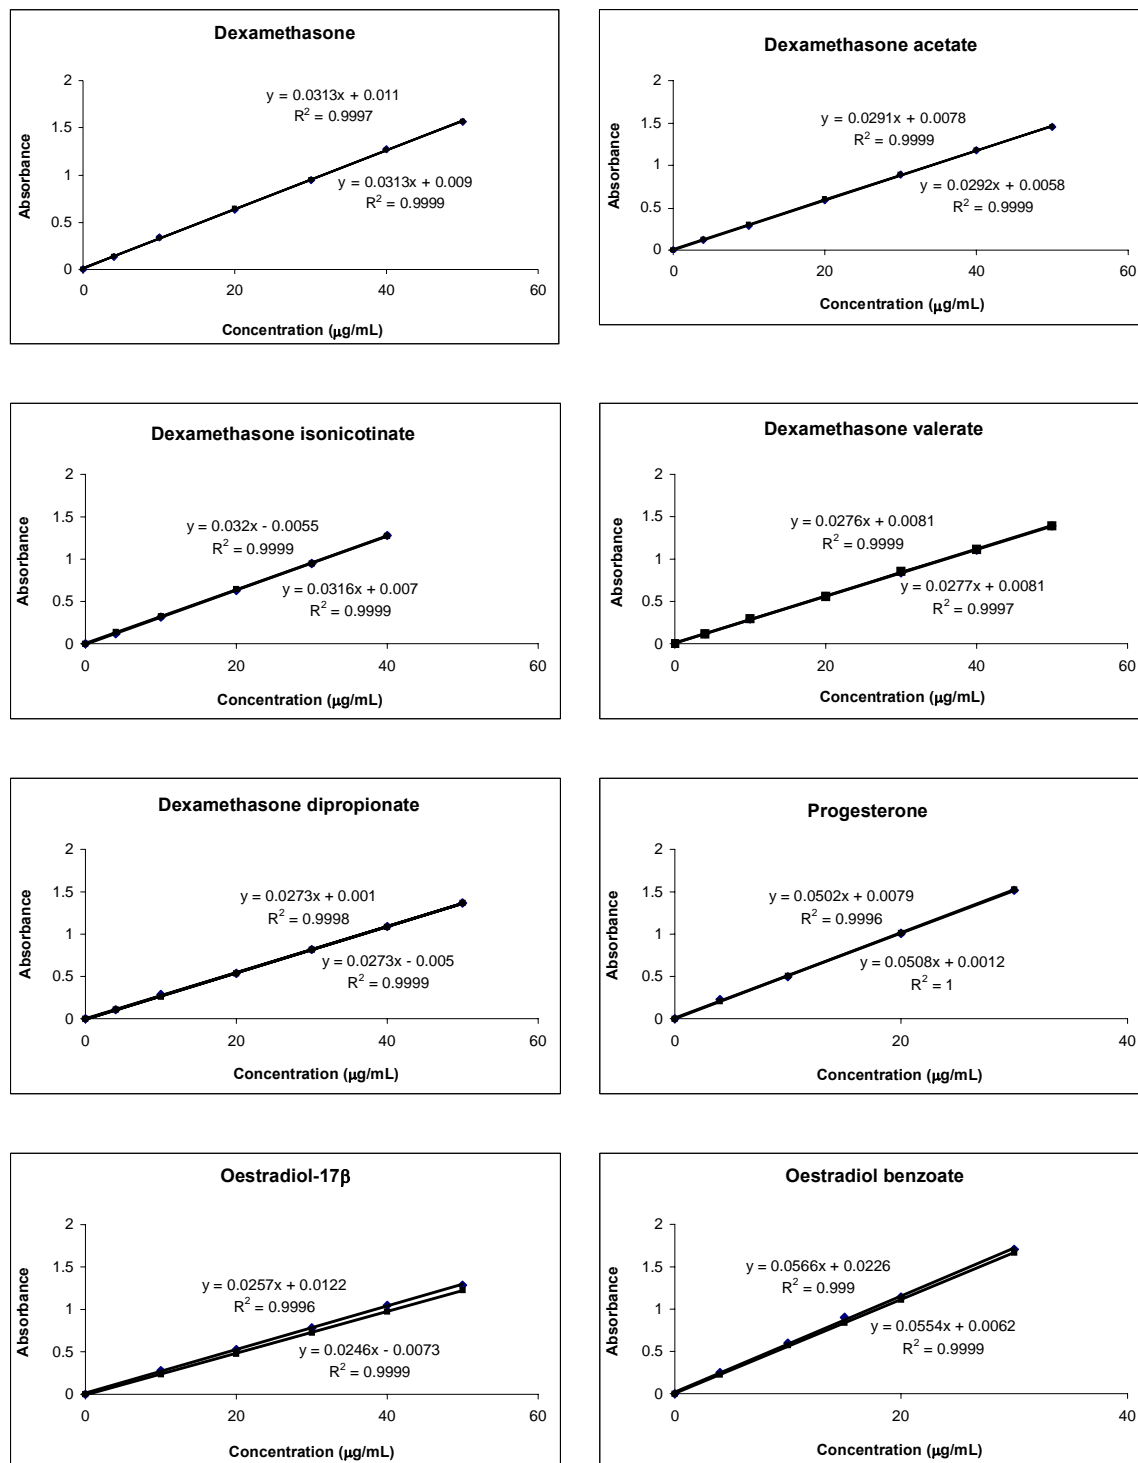 Dexamethasone
2
1.5
1
0.5
0
0
20
40
60
Absorbance
Concentration (μg/mL)
y = 0.0313x + 0.011
R² = 0.9997
y = 0.0313x + 0.009
R² = 0.9999
Dexamethasone acetate
2
1.5
1
0.5
0
0
20
40
60
Absorbance
Concentration (μg/mL)
y = 0.0291x + 0.0078
R² = 0.9999
y = 0.0292x + 0.0058
R² = 0.9999
Dexamethasone isonicotinate
2
1.5
1
0.5
0
0
20
40
60
Absorbance
Concentration (μg/mL)
y = 0.032x - 0.0055
R² = 0.9999
y = 0.0316x + 0.007
R² = 0.9999
Dexamethasone valerate
2
1.5
1
0.5
0
0
20
40
60
Absorbance
Concentration (μg/mL)
y = 0.0276x + 0.0081
R² = 0.9999
y = 0.0277x + 0.0081
R² = 0.9997
Dexamethasone dipropionate
2
1.5
1
0.5
0
0
20
40
60
Absorbance
Concentration (μg/mL)
y = 0.0273x + 0.001
R² = 0.9998
y = 0.0273x - 0.005
R² = 0.9999
Progesterone
2
1.5
1
0.5
0
0
20
40
Absorbance
Concentration (μg/mL)
y = 0.0502x + 0.0079
R² = 0.9996
y = 0.0508x + 0.0012
R² = 1
Oestradiol-17β
2
1.5
1
0.5
0
0
20
40
60
Absorbance
Concentration (μg/mL)
y = 0.0257x + 0.0122
R² = 0.9996
y = 0.0246x - 0.0073
R² = 0.9999
Oestradiol benzoate
2
1.5
1
0.5
0
0
20
40
Absorbance
Concentration (μg/mL)
y = 0.0566x + 0.0226
R² = 0.999
y = 0.0554x + 0.0062
R² = 0.9999